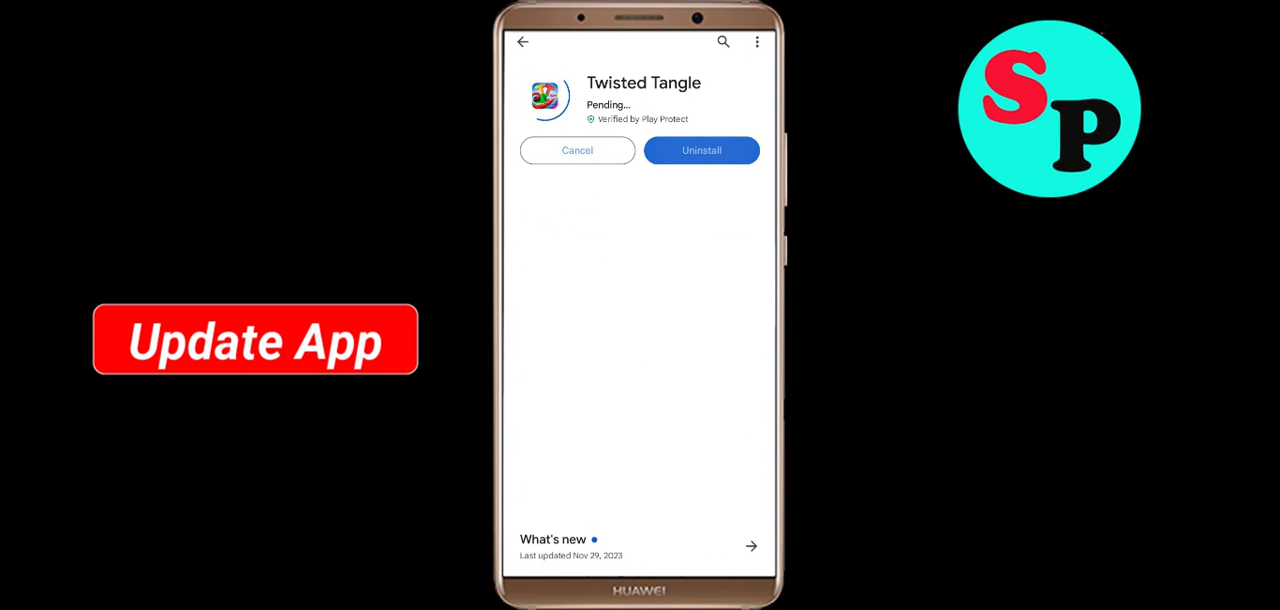 Twisted Tangle
Pending...
Verified by Play Protect
Cancel
Uninstall
Update App
What's new
Last updated Nov 29, 2023
HUAWEI
SP